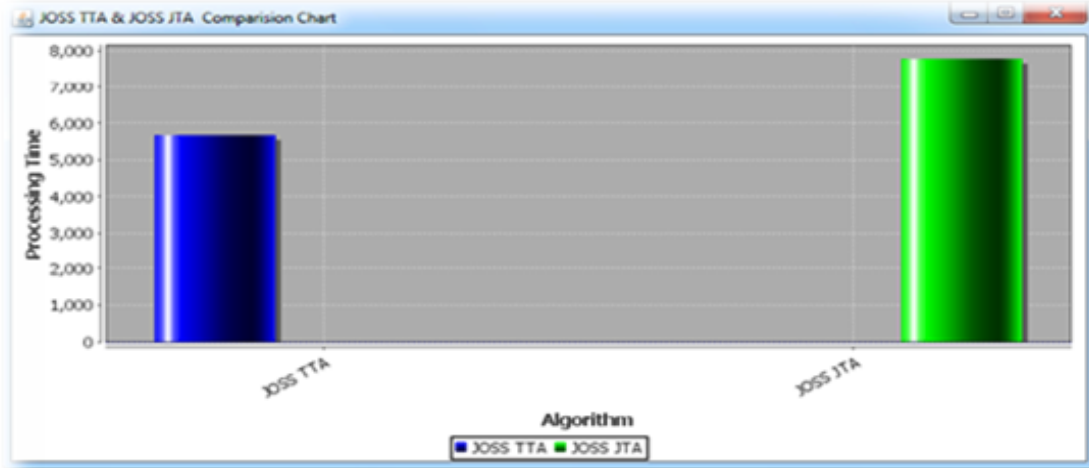 JOSS TTA & JOSS JTA Comparision Chart
8,000
7,000
6,000
5,000
4,000
3,000
2,000
1,000
0
Processing Time
JOSS TTA
JOSS JTA
Algorithm
JOSS TTA JOSS JTA